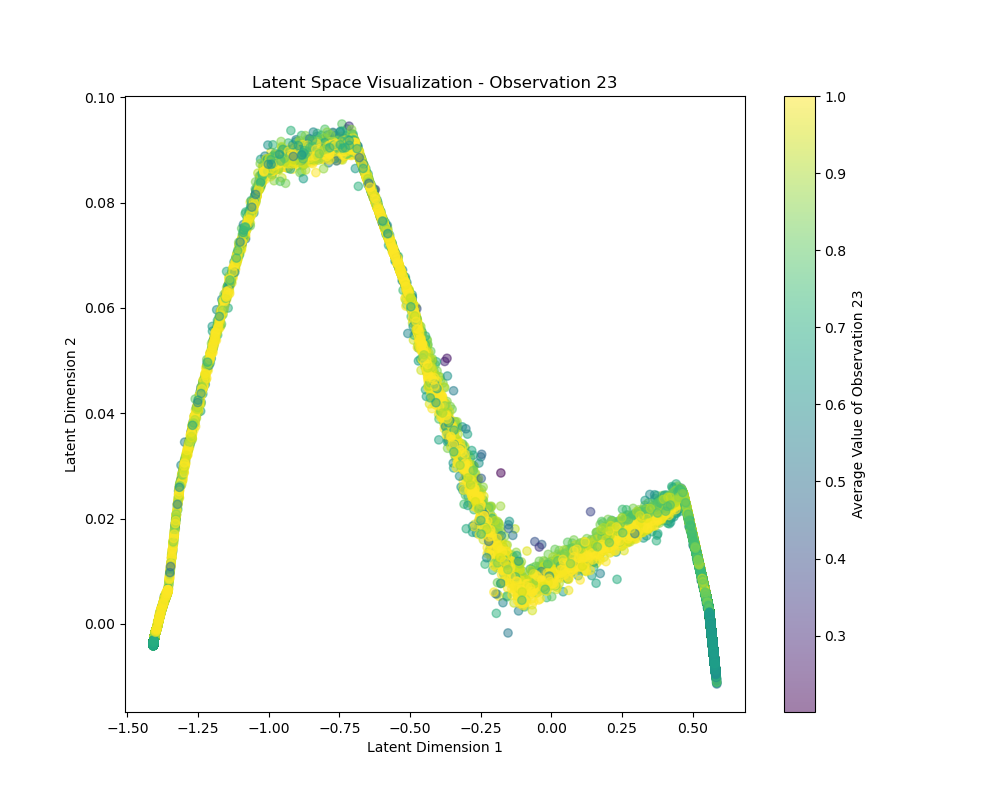 Latent Space Visualization - Observation 23
Latent Dimension 2
0.10
0.08
0.06
0.04
0.02
0.00
−1.50 −1.25 −1.00 −0.75 −0.50 −0.25 0.00 0.25 0.50
Latent Dimension 1
1.0
0.9
0.8
0.7
0.6
0.5
0.4
0.3
Average Value of Observation 23